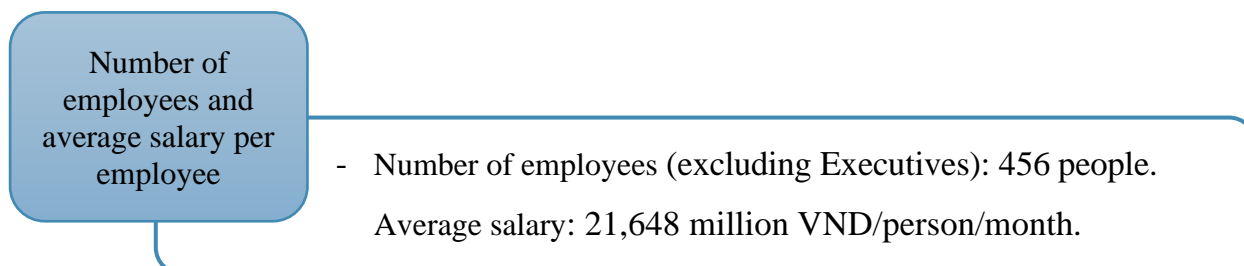 Number of
employees and
average salary per
employee
- Number of employees (excluding Executives): 456 people.
Average salary: 21,648 million VND/person/month.